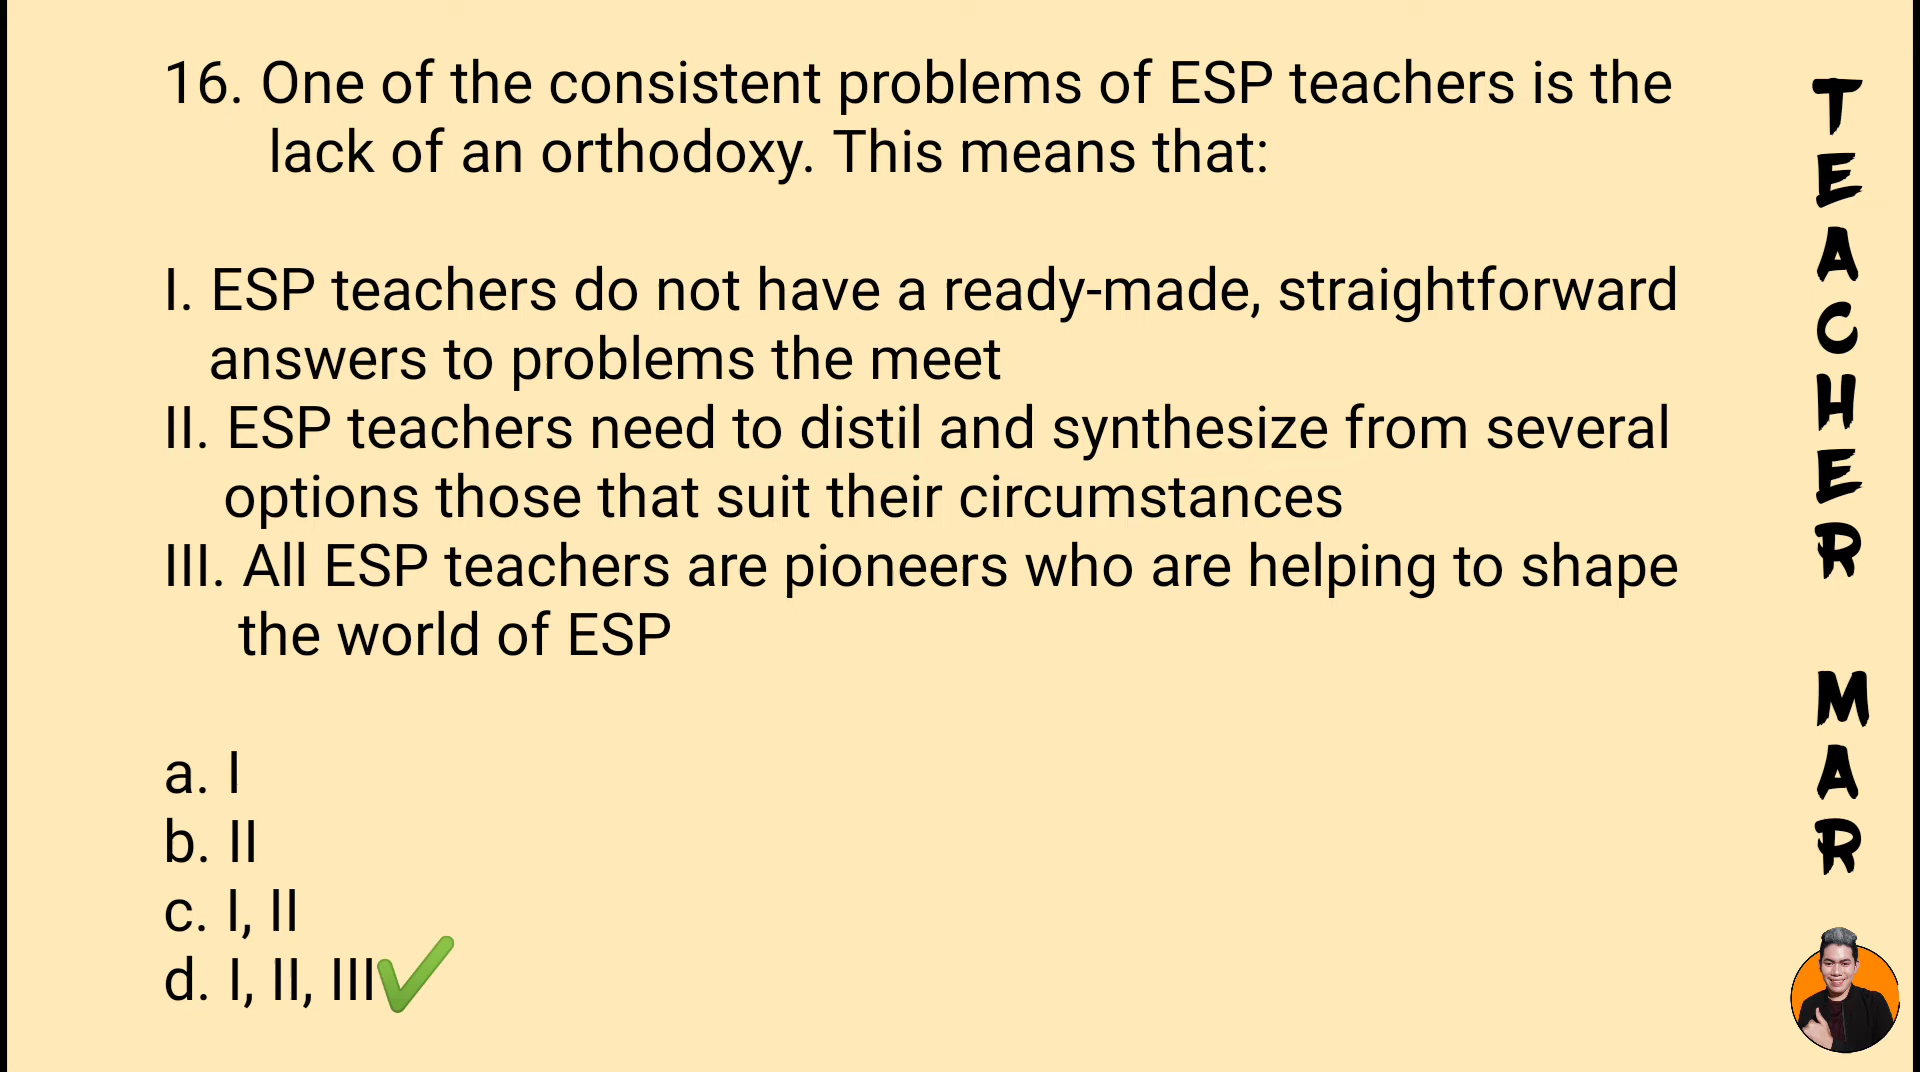 16. One of the consistent problems of ESP teachers is the
lack of an orthodoxy. This means that:
I. ESP teachers do not have a ready-made, straightforward
answers to problems the meet
II. ESP teachers need to distil and synthesize from several
options those that suit their circumstances
III. All ESP teachers are pioneers who are helping to shape
the world of ESP
a. I
b. II
c. I, II
d. I, II, III
TEACHER MAR